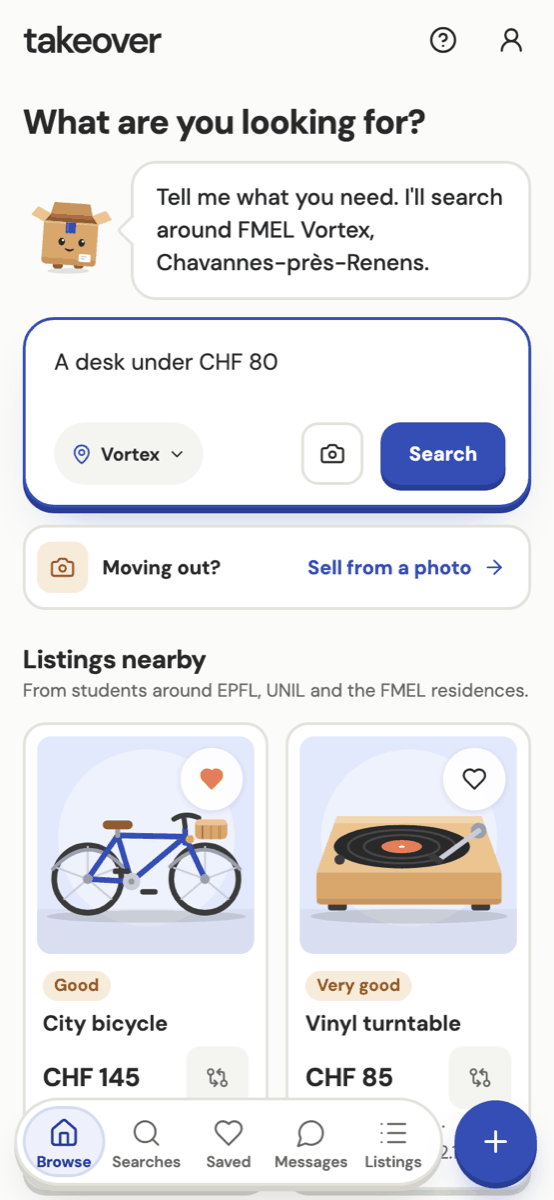 takeover
What are you looking for?
Tell me what you need. I'll search
around FMEL Vortex,
Chavannes-près-Renens.
A desk under CHF 80
Vortex
Search
Moving out?
Sell from a photo
Listings nearby
From students around EPFL, UNIL and the FMEL residences.
Good
Very good
City bicycle
Vinyl turntable
CHF 145
CHF 85
Browse
Searches
Saved
Messages
Listings